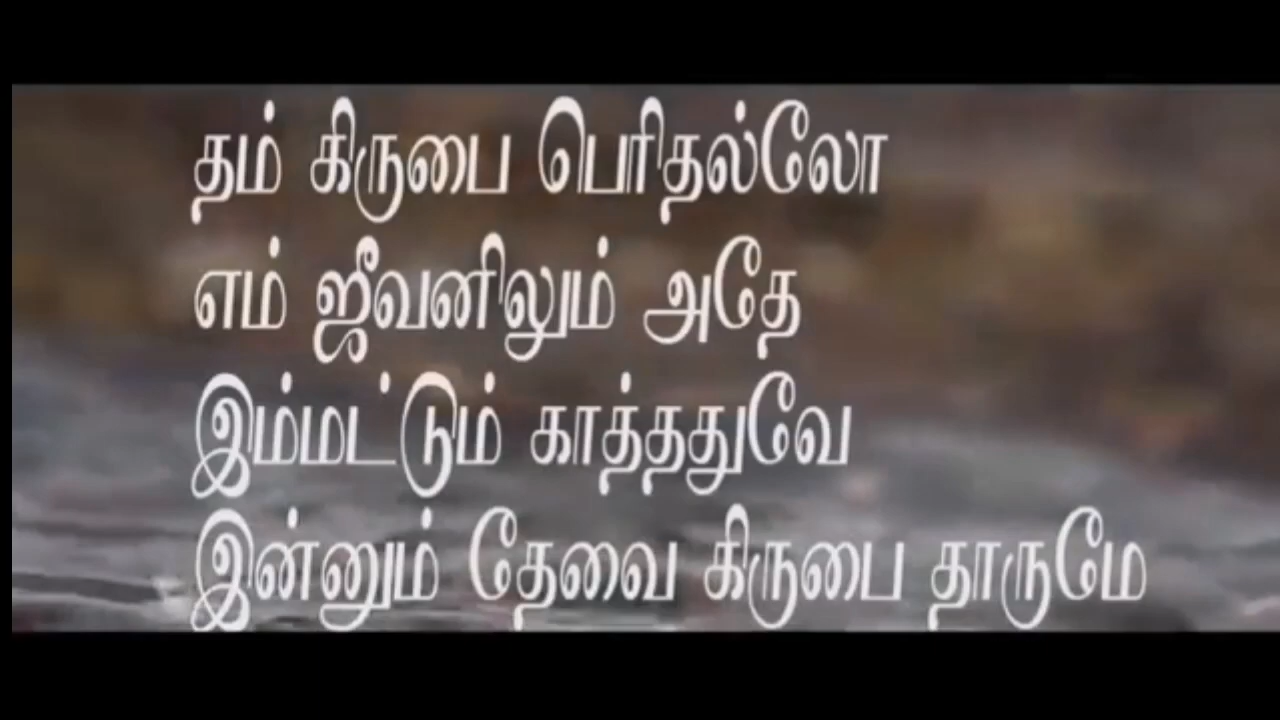 தம் கிருபை பெரிதல்லோ
எம் ஜீவனிலும் அதே
இம்மட்டும் காத்ததுவே
இன்னும் தேவை கிருபை தாருமே